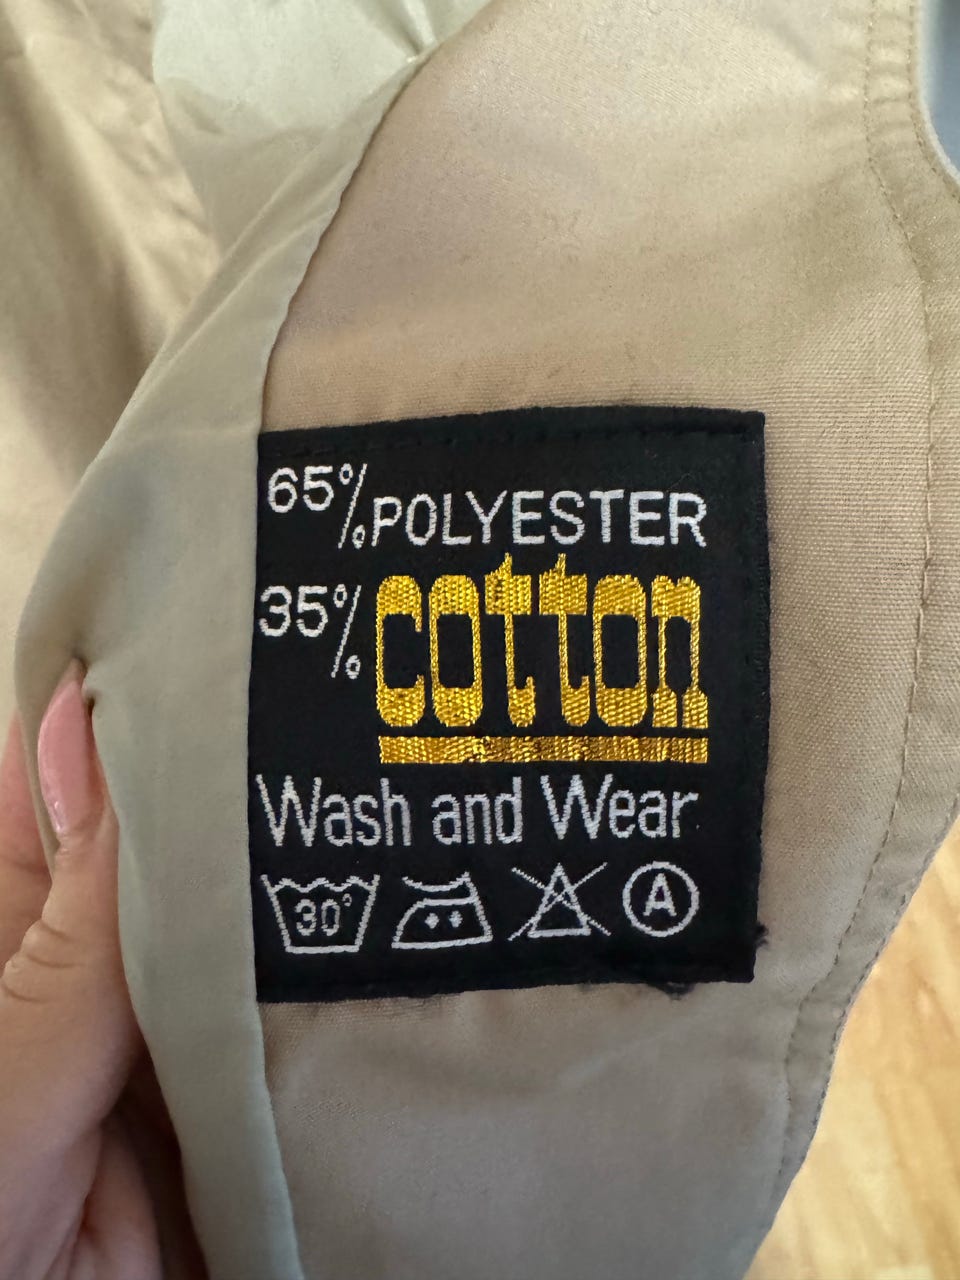 65% POLYESTER
35% cotton
Wash and Wear
30° A